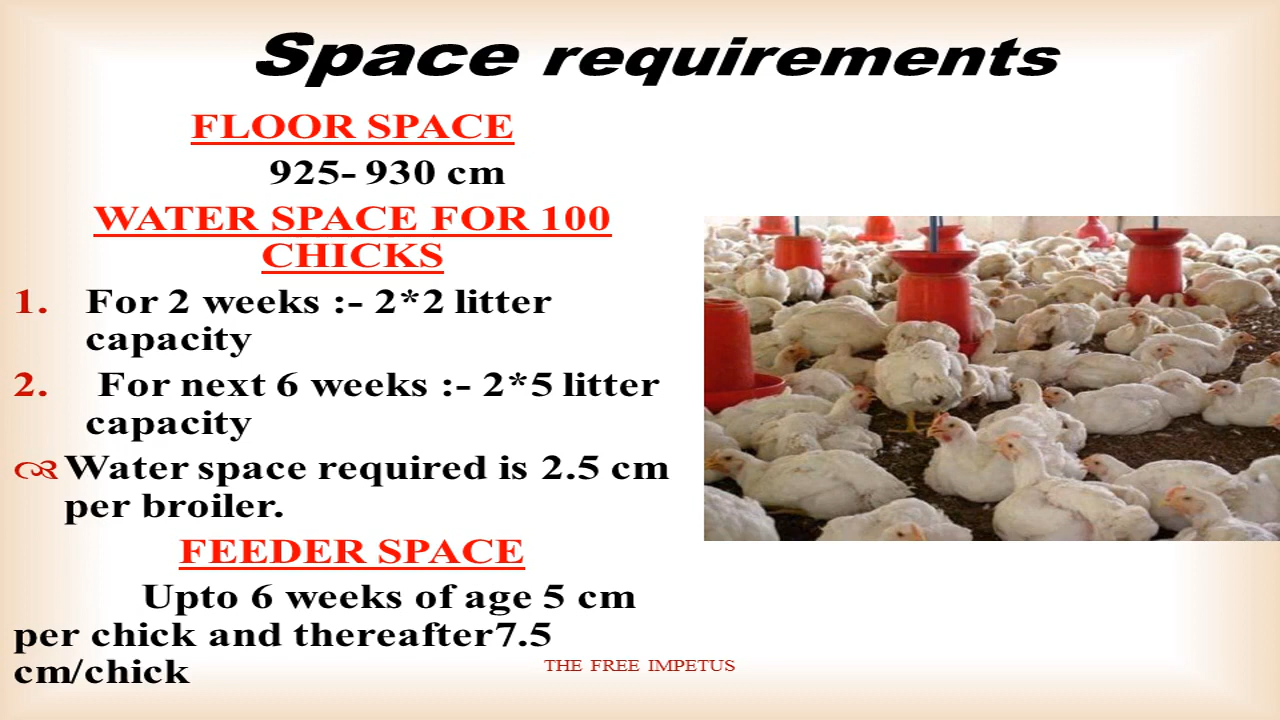 Space requirements
FLOOR SPACE
925- 930 cm
WATER SPACE FOR 100
CHICKS
1. For 2 weeks :- 2*2 litter
capacity
2. For next 6 weeks :- 2*5 litter
capacity
Water space required is 2.5 cm
per broiler.
FEEDER SPACE
Upto 6 weeks of age 5 cm
per chick and thereafter7.5
cm/chick
THE FREE IMPETUS